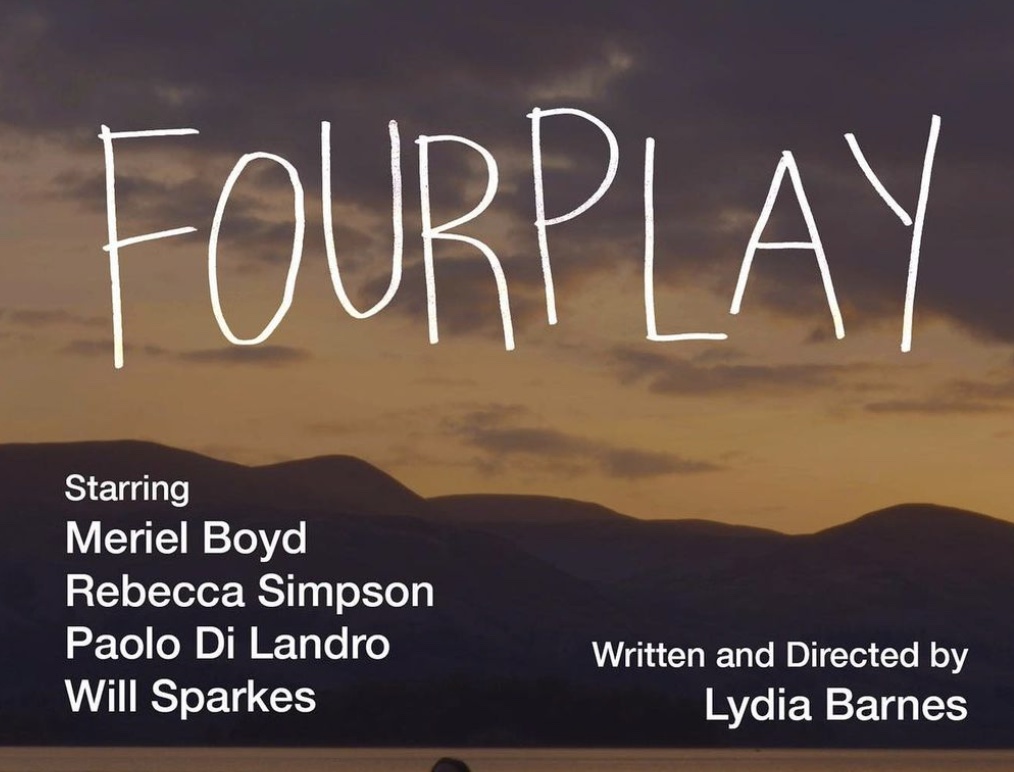 FOURPLAY
Starring
Meriel Boyd
Rebecca Simpson
Paolo Di Landro
Will Sparkes
Written and Directed by
Lydia Barnes